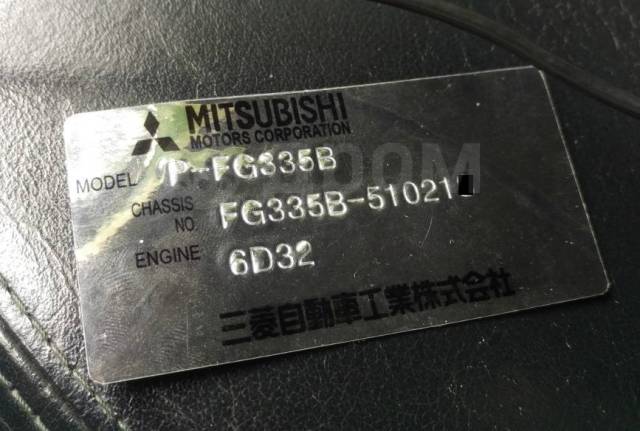 MITSUBISHI
MOTORS CORPORATION
MODEL P-FG335B
CHASSIS NO. FG335B-51021
ENGINE 6D32
三菱自動車工業株式会社